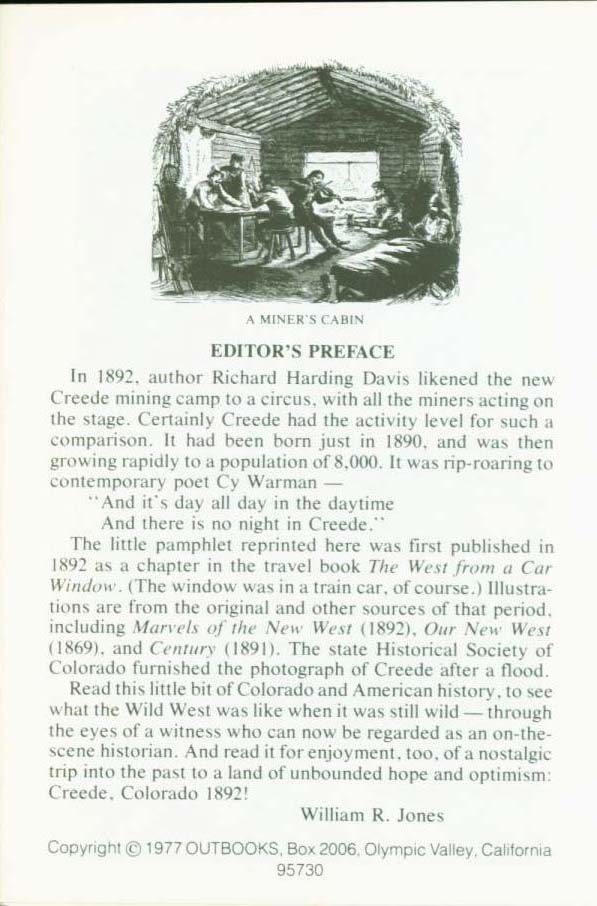 A MINER'S CABIN
EDITOR'S PREFACE
In 1892, author Richard Harding Davis likened the new
Creede mining camp to a circus, with all the miners acting on
the stage. Certainly Creede had the activity level for such a
comparison. It had been born just in 1890, and was then
growing rapidly to a population of 8,000. It was rip-roaring to
contemporary poet Cy Warman —
"And it's day all day in the daytime
And there is no night in Creede."
The little pamphlet reprinted here was first published in
1892 as a chapter in the travel book The West from a Car
Window. (The window was in a train car, of course.) Illustra-
tions are from the original and other sources of that period,
including Marvels of the New West (1892), Our New West
(1869), and Century (1891). The state Historical Society of
Colorado furnished the photograph of Creede after a flood.
Read this little bit of Colorado and American history, to see
what the Wild West was like when it was still wild — through
the eyes of a witness who can now be regarded as an on-the-
scene historian. And read it for enjoyment, too, of a nostalgic
trip into the past to a land of unbounded hope and optimism:
Creede, Colorado 1892!
William R. Jones
Copyright © 1977 OUTBOOKS, Box 2006, Olympic Valley, California
95730